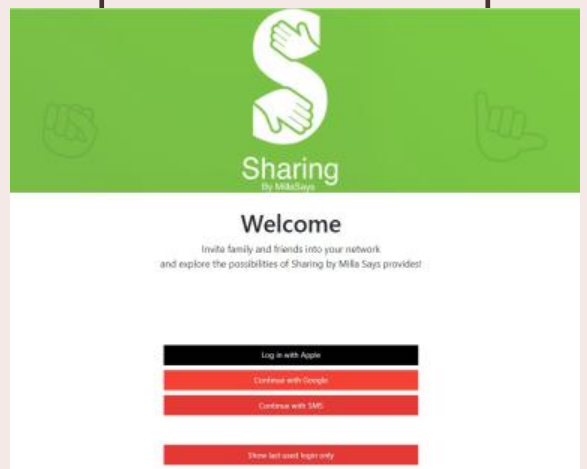 Sharing
By MillaSays
Welcome
Invite family and friends into your network
and explore the possibilities of Sharing by Milla Says provides!
Log in with Apple
Continue with Google
Continue with SMS
Show last used login only